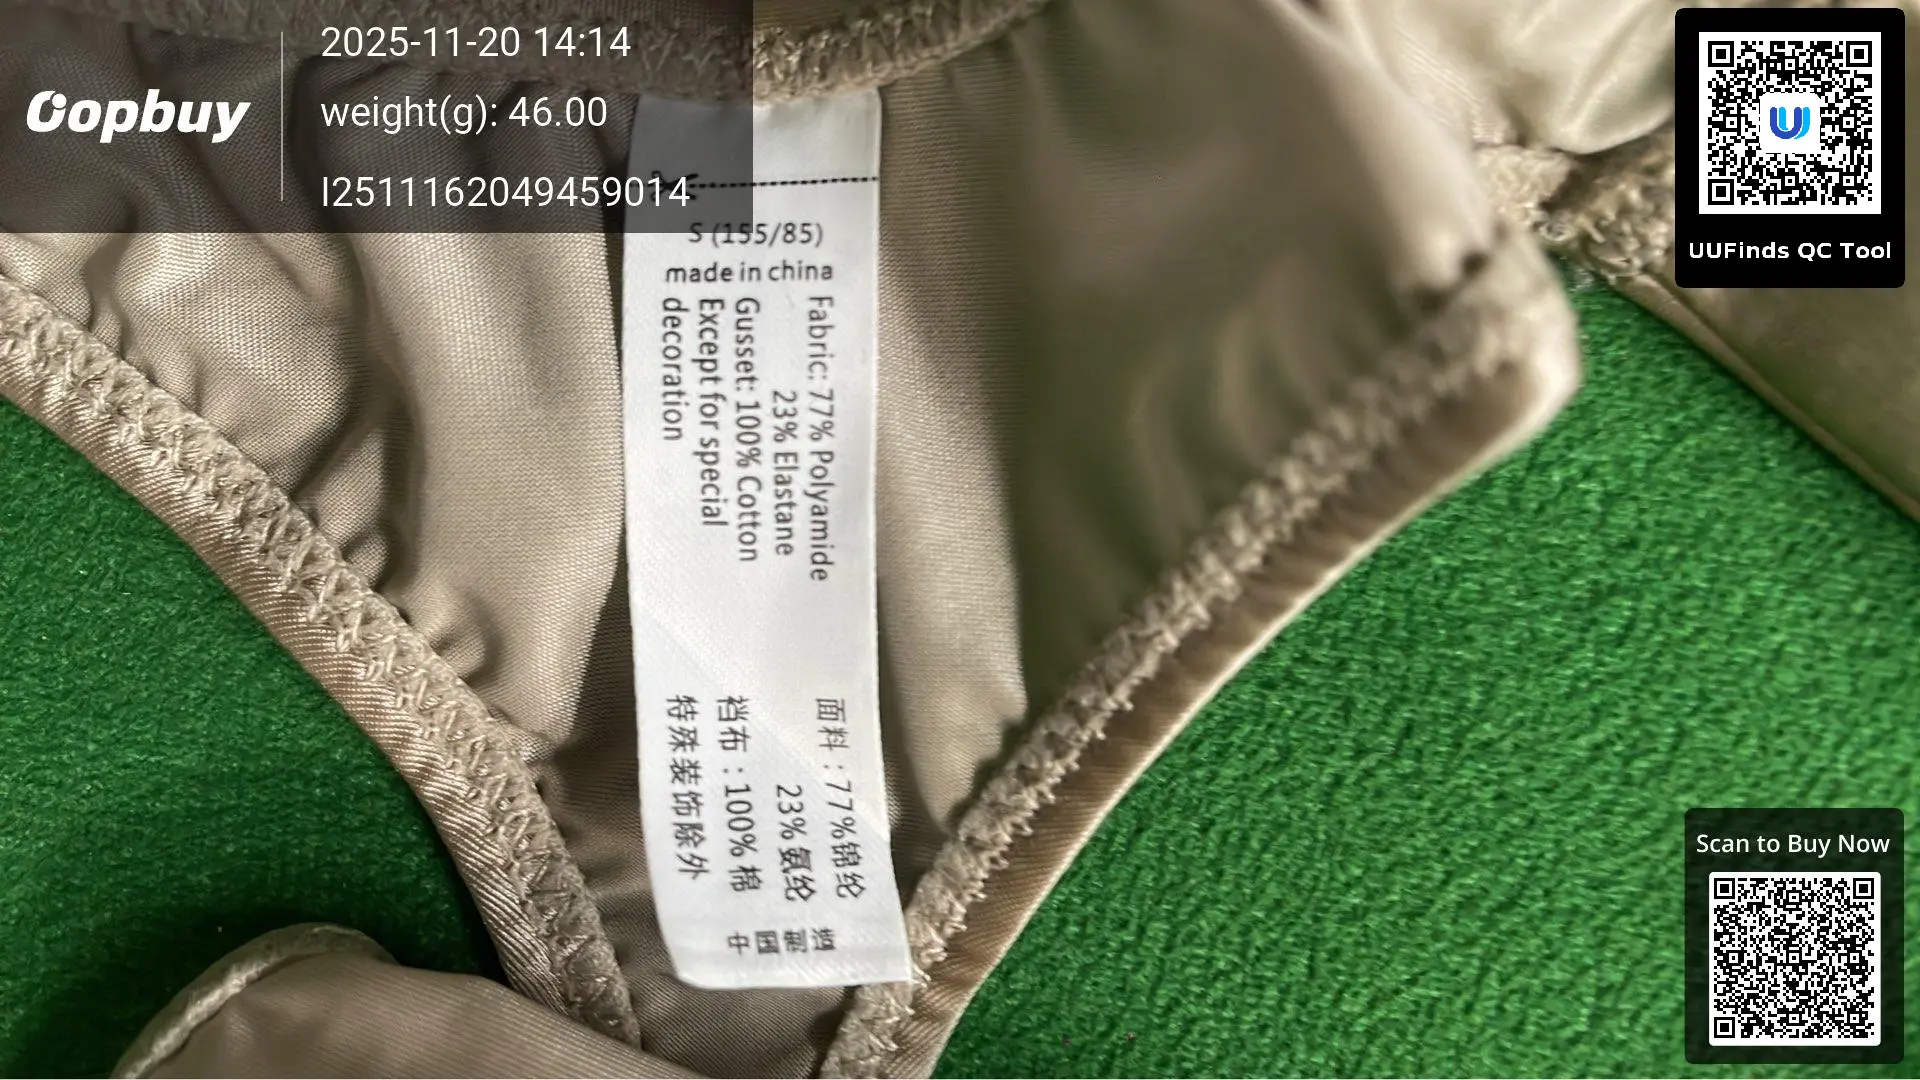 Oopbuy
2025-11-20 14:14
weight(g): 46.00
I2511162049459014
UUFinds QC Tool
S (155/85)
made in china
Fabric: 77% Polyamide
23% Elastane
Gusset: 100% Cotton
Except for special
decoration
面料:77%锦纶
23%氨纶
裆布:100%棉
特殊装饰除外
中国
Scan to Buy Now